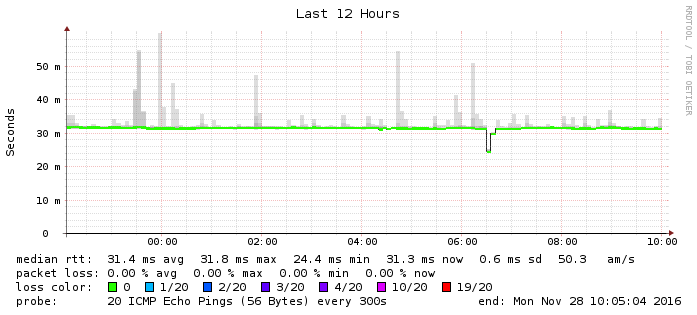 Last 12 Hours
RRDTOOL / TOBI OETIKER
Seconds
50 m
40 m
30 m
20 m
10 m
0
00:00 02:00 04:00 06:00 08:00 10:00
median rtt: 31.4 ms avg 31.8 ms max 24.4 ms min 31.3 ms now 0.6 ms sd 50.3 am/s
packet loss: 0.00 % avg 0.00 % max 0.00 % min 0.00 % now
loss color: 0 1/20 2/20 3/20 4/20 10/20 19/20
probe: 20 ICMP Echo Pings (56 Bytes) every 300s end: Mon Nov 28 10:05:04 2016